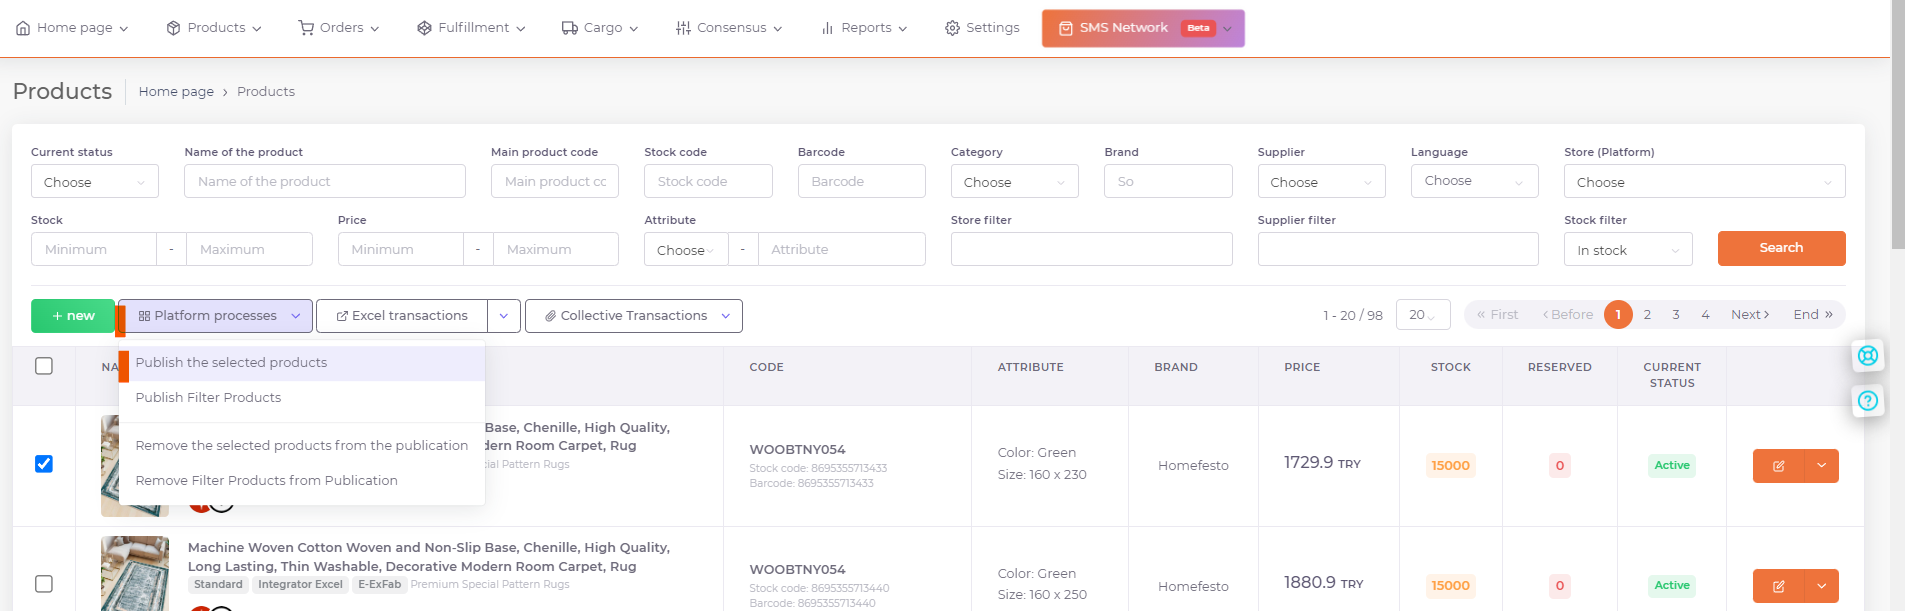 Home page
Products
Orders
Fulfillment
Cargo
Consensus
Reports
Settings
SMS Network Beta
Products
Home page › Products
Current status
Name of the product
Main product code
Stock code
Barcode
Category
Brand
Supplier
Language
Store (Platform)
Choose
Name of the product
Main product cc
Stock code
Barcode
Choose
So
Choose
Choose
Choose
Stock
Price
Attribute
Store filter
Supplier filter
Stock filter
Minimum - Maximum
Minimum - Maximum
Choose - Attribute
In stock
Search
+ new
Platform processes
Excel transactions
Collective Transactions
1 - 20 / 98
20
« First
‹ Before
1
2
3
4
Next ›
End »
NA
CODE
ATTRIBUTE
BRAND
PRICE
STOCK
RESERVED
CURRENT
STATUS
Publish the selected products
Publish Filter Products
Remove the selected products from the publication
Remove Filter Products from Publication
Base, Chenille, High Quality,
dern Room Carpet, Rug
cial Pattern Rugs
WOOBTNY054
Stock code: 8695355713433
Barcode: 8695355713433
Color: Green
Size: 160 x 230
Homefesto
1729.9 TRY
15000
0
Active
Machine Woven Cotton Woven and Non-Slip Base, Chenille, High Quality,
Long Lasting, Thin Washable, Decorative Modern Room Carpet, Rug
Standard Integrator Excel E-ExFab Premium Special Pattern Rugs
WOOBTNY054
Stock code: 8695355713440
Barcode: 8695355713440
Color: Green
Size: 160 x 250
Homefesto
1880.9 TRY
15000
0
Active